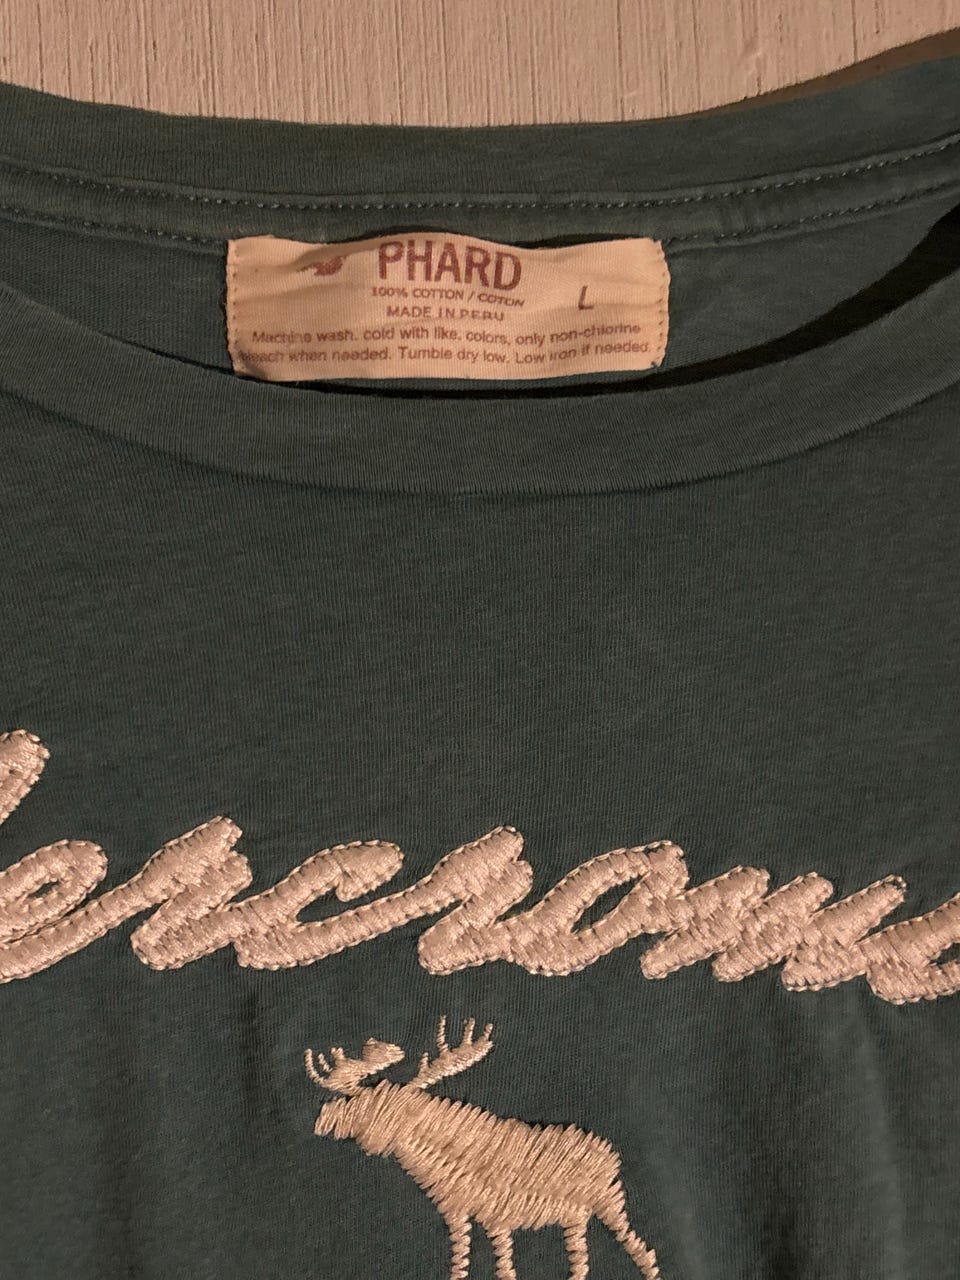 PHARD
100% COTTON / COTON
L
MADE IN PERU
Machine wash. cold with like. colors, only non-chlorine
bleach when needed. Tumble dry low. Low iron if needed.
bercrom